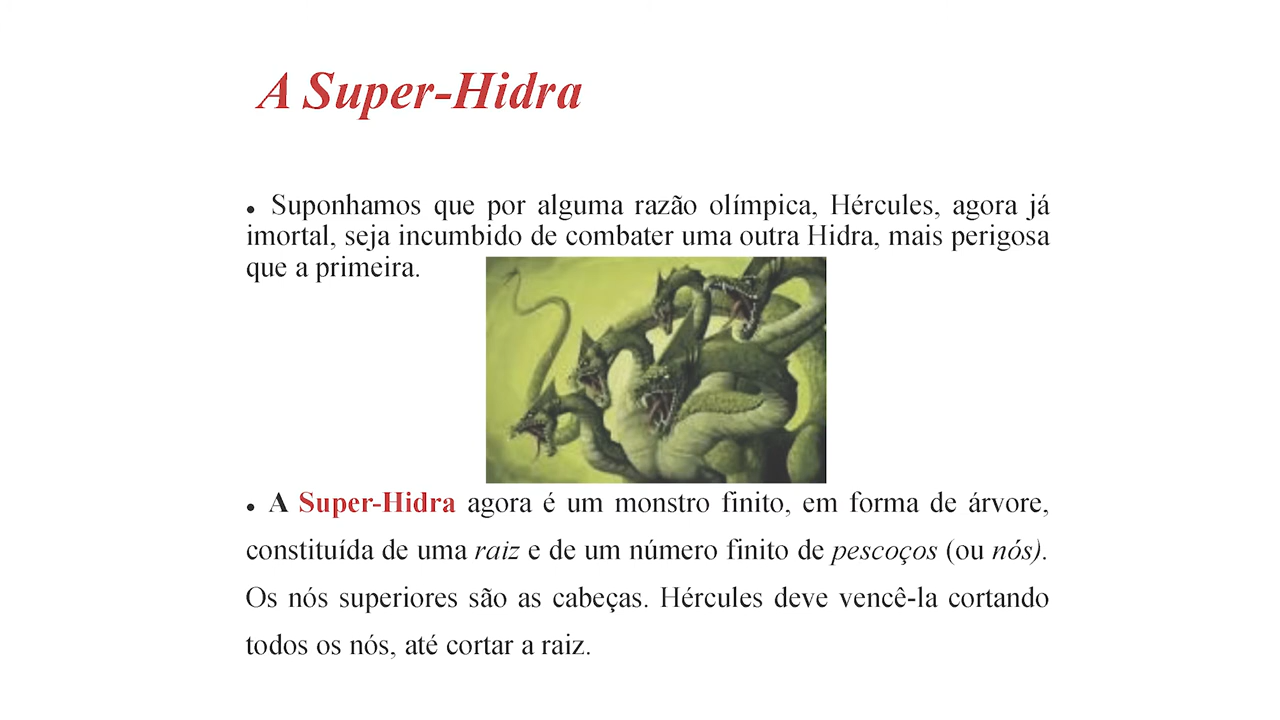 A Super-Hidra
• Suponhamos que por alguma razão olímpica, Hércules, agora já
imortal, seja incumbido de combater uma outra Hidra, mais perigosa
que a primeira.
• A Super-Hidra agora é um monstro finito, em forma de árvore,
constituída de uma raiz e de um número finito de pescoços (ou nós).
Os nós superiores são as cabeças. Hércules deve vencê-la cortando
todos os nós, até cortar a raiz.